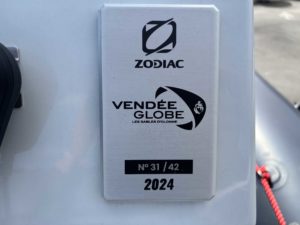 ZODIAC
VENDÉE
GLOBE
LES SABLES D'OLONNE
N° 31 / 42
2024